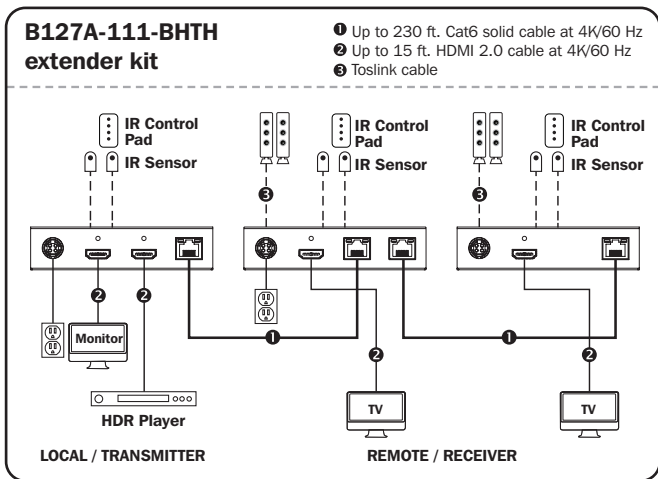 B127A-111-BHTH
extender kit
❶ Up to 230 ft. Cat6 solid cable at 4K/60 Hz
❷ Up to 15 ft. HDMI 2.0 cable at 4K/60 Hz
❸ Toslink cable
IR Control
Pad
IR Sensor
IR Control
Pad
IR Sensor
IR Control
Pad
IR Sensor
❸
❸
❷
❷
Monitor
❶
❶
❷
❷
HDR Player
TV
TV
LOCAL / TRANSMITTER
REMOTE / RECEIVER